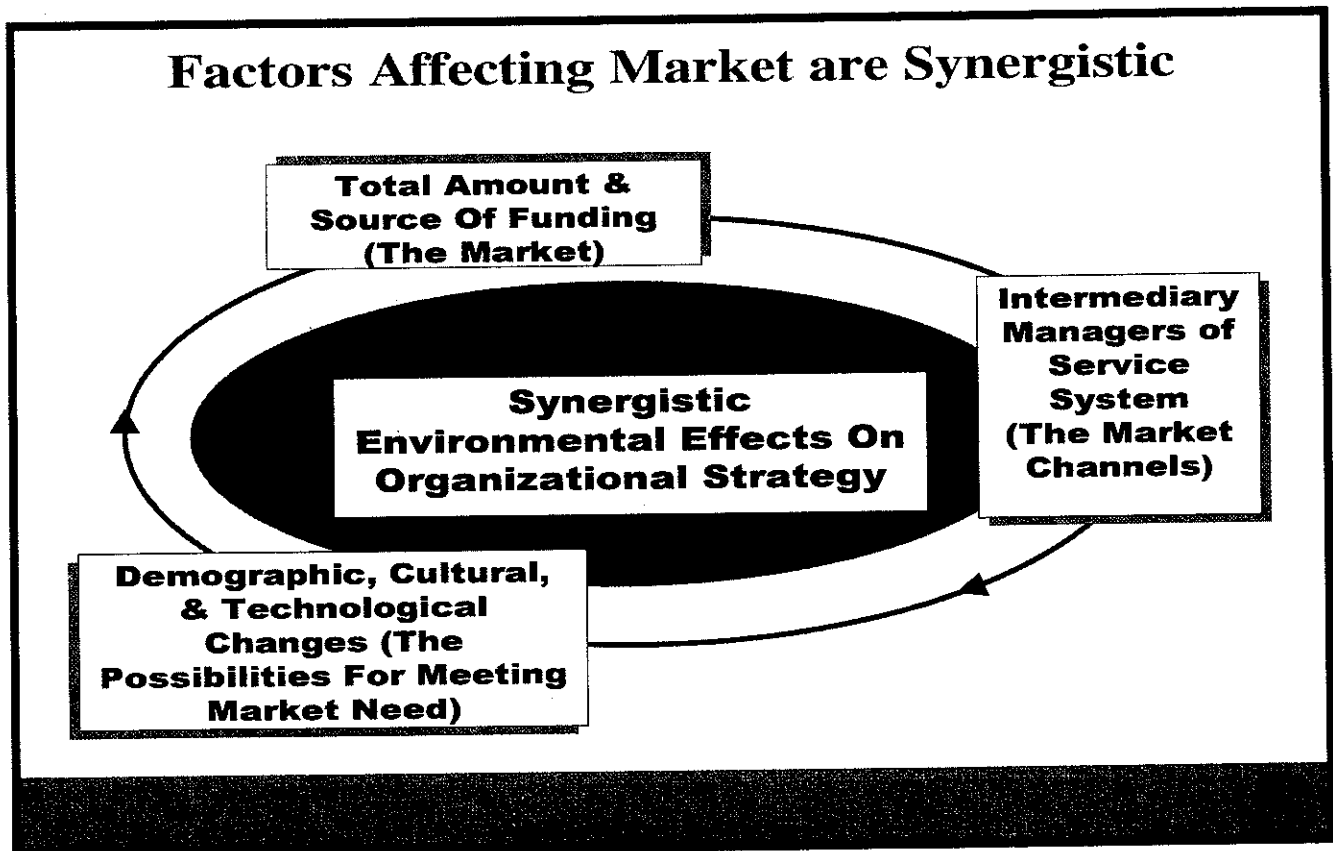 Factors Affecting Market are Synergistic
Total Amount &
Source Of Funding
(The Market)
Intermediary
Managers of
Service
System
(The Market
Channels)
Synergistic
Environmental Effects On
Organizational Strategy
Demographic, Cultural,
& Technological
Changes (The
Possibilities For Meeting
Market Need)